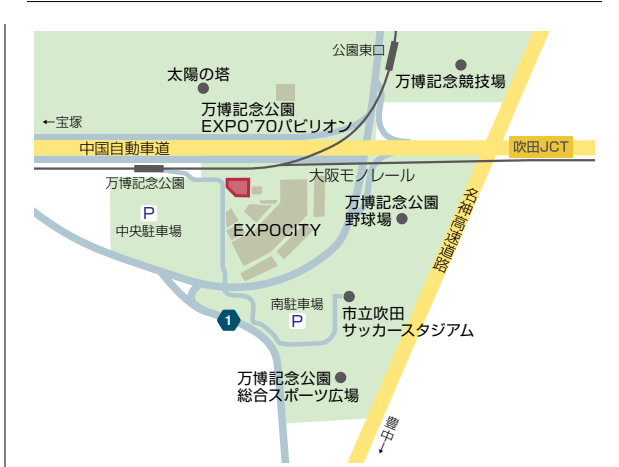 公園東口
太陽の塔
万博記念競技場
万博記念公園
EXPO'70パビリオン
←宝塚
中国自動車道
吹田JCT
大阪モノレール
万博記念公園
P
中央駐車場
EXPOCITY
万博記念公園
野球場
名神高速道路
南駐車場
P
市立吹田
サッカースタジアム
1
万博記念公園
総合スポーツ広場
豊中→